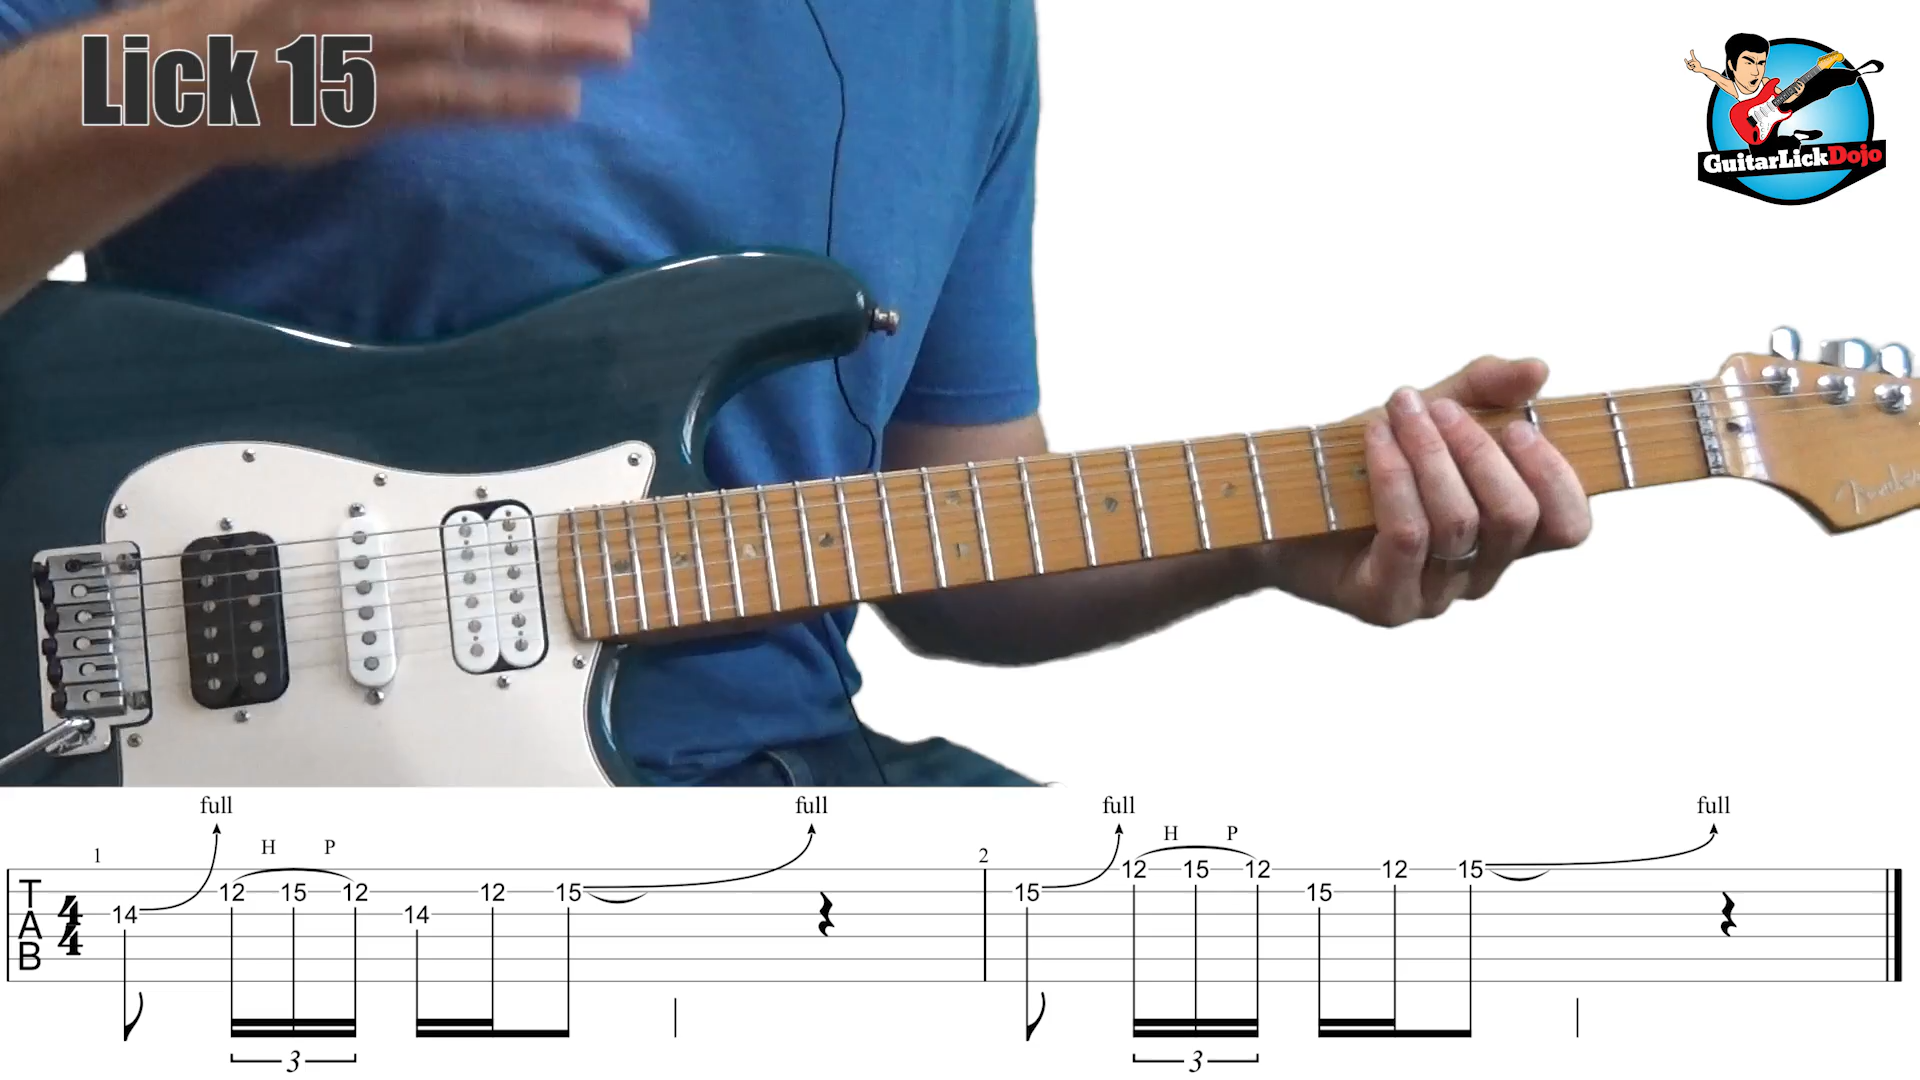 Lick 15
GuitarLickDojo
Fender
full full full full
1 H P 2 H P
T
A
B
4
4
14 12 15 12 14 12 15 15 12 15 12 15 12 15
3 3